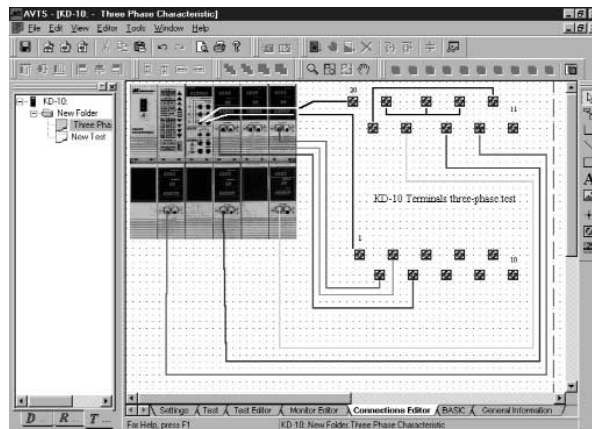 AVTS - [KD-10: - Three Phase Characteristic]
File Edit View Editor Tools Window Help
KD-10:
New Folder
Three Pha
New Test
20
11
KD-10 Terminals three-phase test
1
10
D... R... T...
Settings Test Test Editor Monitor Editor Connections Editor BASIC General Information
For Help, press F1
KD-10: New Folder Three Phase Characteristic